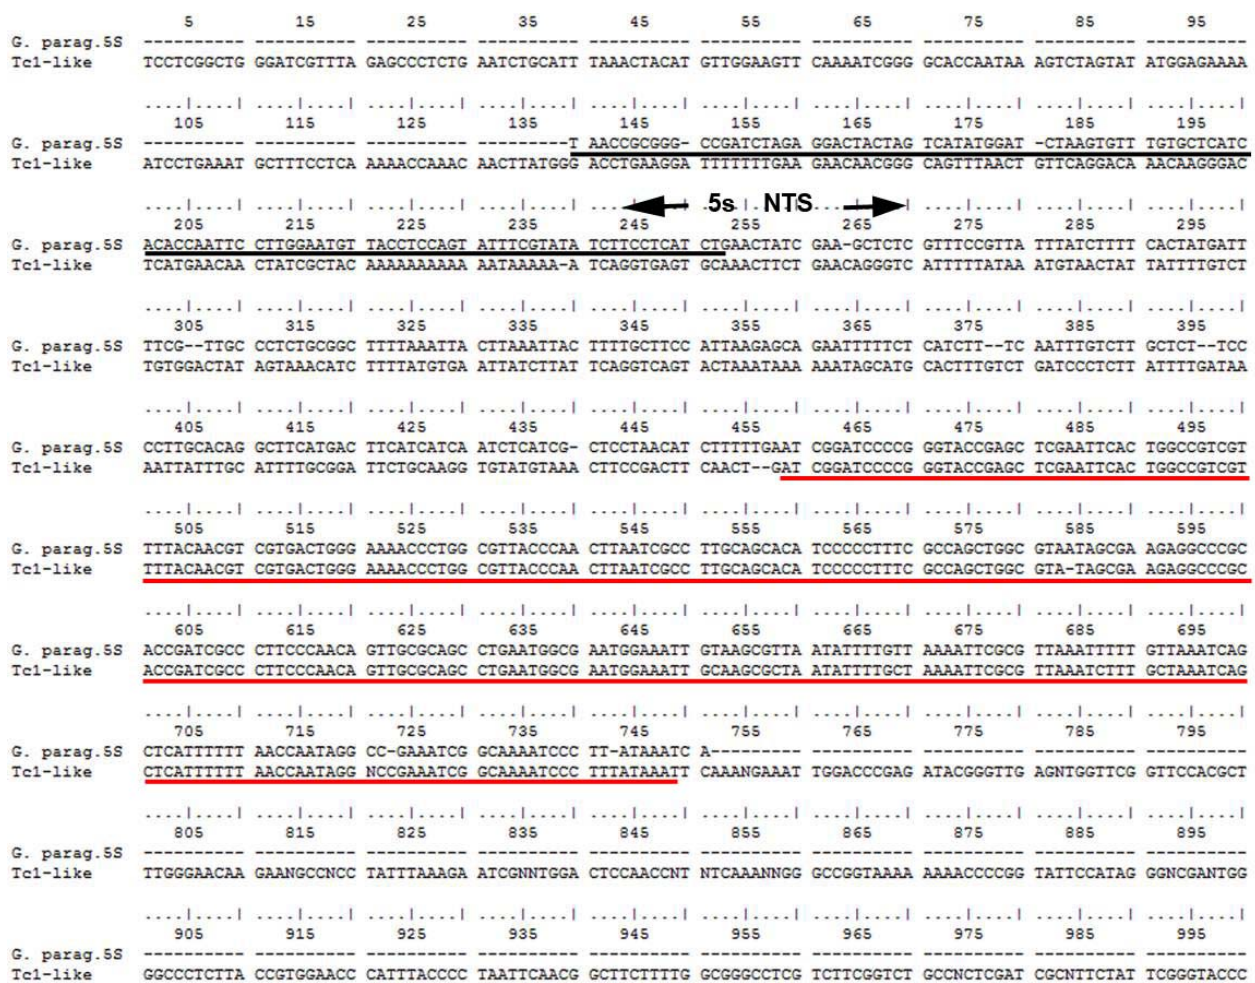 5 15 25 35 45 55 65 75 85 95
G. parag.5S ---------- ---------- ---------- ---------- ---------- ---------- ---------- ---------- ---------- ----------
Tc1-like TCCTCGGCTG GGATCGTTTA GAGCCCTCTG AATCTGCATT TAAACTACAT GTTGGAAGTT CAAAATCGGG GCACCAATAA AGTCTAGTAT ATGGAGAAAA
....|....| ....|....| ....|....| ....|....| ....|....| ....|....| ....|....| ....|....| ....|....| ....|....|
105 115 125 135 145 155 165 175 185 195
G. parag.5S ---------- ---------- ---------- ---------T TAACCGCGGG- CCGATCTAGA GGACTACTAG TCATATGGAT -CTAAGTGTT TGTGCTCATC
Tc1-like ATCCTGAAAT GCTTTCCTCA AAAACCAAAC AACTTATGGG ACCTGAAGGA TTTTTTTGAA GAACAACGGG CAGTTTAACT GTTCAGGACA AACAAGGGAC
....|....| ....|....| ....|....| ....|....| ....|....| ....|....| ....|....| ....|....| ....|....| ....|....|
5s NTS
205 215 225 235 245 255 265 275 285 295
G. parag.5S ACACCAATTC CTTGGAATGT TACCTCCAGT ATTTCGTATA TCTTCCTCAT CTGAACTATC GAA-GCTCTC GTTTCCGTTA TTTATCTTTT CACTATGATT
Tc1-like TCATGAACAA CTATCGCTAC AAAAAAAAAA AATAAAAA-A TCAGGTGAGT GCAAACTTCT GAACAGGGTC ATTTTTATAA ATGTAACTAT TATTTTGTCT
....|....| ....|....| ....|....| ....|....| ....|....| ....|....| ....|....| ....|....| ....|....| ....|....|
305 315 325 335 345 355 365 375 385 395
G. parag.5S TTCG--TTGC CCTCTGCGGC TTTTAAATTA CTTAAATTAC TTTTGCTTCC ATTAAGAGCA GAATTTTTCT CATCTT--TC AATTTGTCTT GCTCT--TCC
Tc1-like TGTGGACTAT AGTAAACATC TTTTATGTGA ATTATCTTAT TCAGGTCAGT ACTAAATAAA AAATAGCATG CACTTTGTCT GATCCCTCTT ATTTTGATAA
....|....| ....|....| ....|....| ....|....| ....|....| ....|....| ....|....| ....|....| ....|....| ....|....|
405 415 425 435 445 455 465 475 485 495
G. parag.5S CCTTGCACAG GCTTCATGAC TTCATCATCA ATCTCATCG- CTCCTAACAT CTTTTTGAAT CGGATCCCCG GGTACCGAGC TCGAATTCAC TGGCCGTCGT
Tc1-like AATTATTTGC ATTTTGCGGA TTCTGCAAGG TGTATGTAAA CTTCCGACTT CAACT--GAT CGGATCCCCG GGTACCGAGC TCGAATTCAC TGGCCGTCGT
....|....| ....|....| ....|....| ....|....| ....|....| ....|....| ....|....| ....|....| ....|....| ....|....|
505 515 525 535 545 555 565 575 585 595
G. parag.5S TTTACAACGT CGTGACTGGG AAAACCCTGG CGTTACCCAA CTTAATCGCC TTGCAGCACA TCCCCCTTTC GCCAGCTGGC GTAATAGCGA AGAGGCCCGC
Tc1-like TTTACAACGT CGTGACTGGG AAAACCCTGG CGTTACCCAA CTTAATCGCC TTGCAGCACA TCCCCCTTTC GCCAGCTGGC GTA-TAGCGA AGAGGCCCGC
....|....| ....|....| ....|....| ....|....| ....|....| ....|....| ....|....| ....|....| ....|....| ....|....|
605 615 625 635 645 655 665 675 685 695
G. parag.5S ACCGATCGCC CTTCCCAACA GTTGCGCAGC CTGAATGGCG AATGGAAATT GTAAGCGTTA ATATTTTGTT AAAATTCGCG TTAAATTTTT GTTAAATCAG
Tc1-like ACCGATCGCC CTTCCCAACA GTTGCGCAGC CTGAATGGCG AATGGAAATT GCAAGCGCTA ATATTTTGCT AAAATTCGCG TTAAATCTTT GCTAAATCAG
....|....| ....|....| ....|....| ....|....| ....|....| ....|....| ....|....| ....|....| ....|....| ....|....|
705 715 725 735 745 755 765 775 785 795
G. parag.5S CTCATTTTTT AACCAATAGG CC-GAAATCG GCAAAATCCC TT-ATAAATC A--------- ---------- ---------- ---------- ----------
Tc1-like CTCATTTTTT AACCAATAGG NCCGAAATCG GCAAAATCCC TTTATAAATT CAAANGAAAT TGGACCCGAG ATACGGGTTG AGNTGGTTCG GTTCCACGCT
....|....| ....|....| ....|....| ....|....| ....|....| ....|....| ....|....| ....|....| ....|....| ....|....|
805 815 825 835 845 855 865 875 885 895
G. parag.5S ---------- ---------- ---------- ---------- ---------- ---------- ---------- ---------- ---------- ----------
Tc1-like TTGGGAACAA GAANGCCNCC TATTTAAAGA ATCGNNTGGA CTCCAACCNT NTCAAANNGG GCCGGTAAAA AAAACCCCGG TATTCCATAG GGNCGANTGG
....|....| ....|....| ....|....| ....|....| ....|....| ....|....| ....|....| ....|....| ....|....| ....|....|
905 915 925 935 945 955 965 975 985 995
G. parag.5S ---------- ---------- ---------- ---------- ---------- ---------- ---------- ---------- ---------- ----------
Tc1-like GGCCCTCTTA CCGTGGAACC CATTTACCCC TAATTCAACG GCTTCTTTTG GCGGGCCTCG TCTTCGGTCT GCCNCTCGAT CGCNTTCTAT TCGGGTACCC